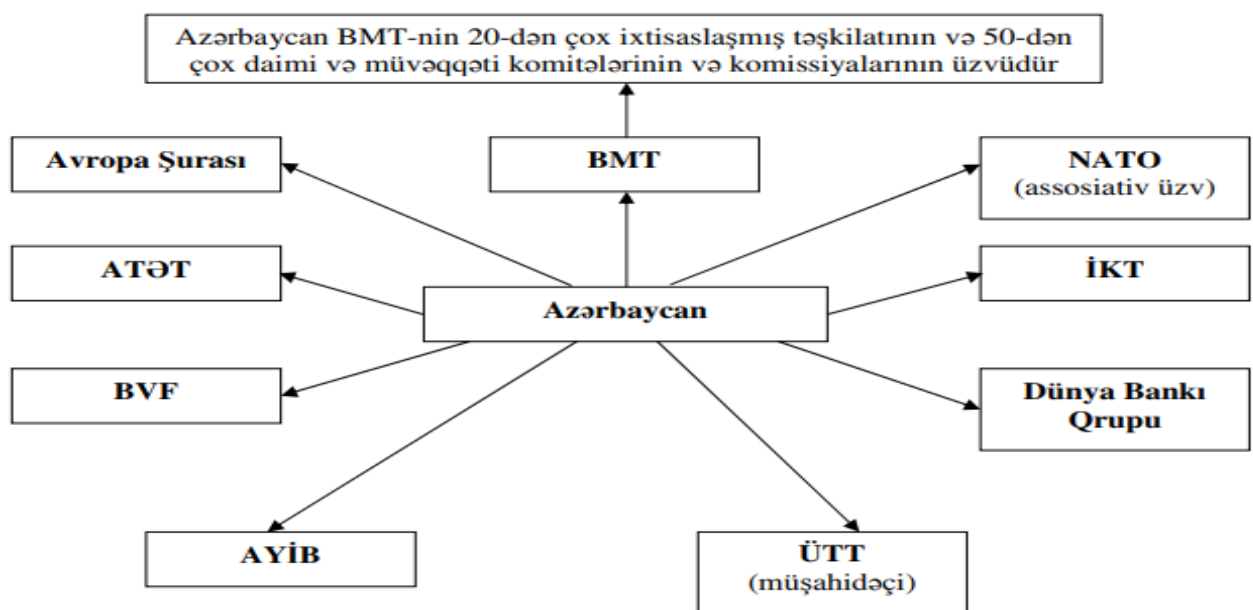 Azərbaycan BMT-nin 20-dən çox ixtisaslaşmış təşkilatının və 50-dən
çox daimi və müvəqqəti komitələrinin və komissiyalarının üzvüdür
Avropa Şurası
BMT
NATO
(assosiativ üzv)
ATƏT
İKT
Azərbaycan
BVF
Dünya Bankı
Qrupu
AYİB
ÜTT
(müşahidəçi)